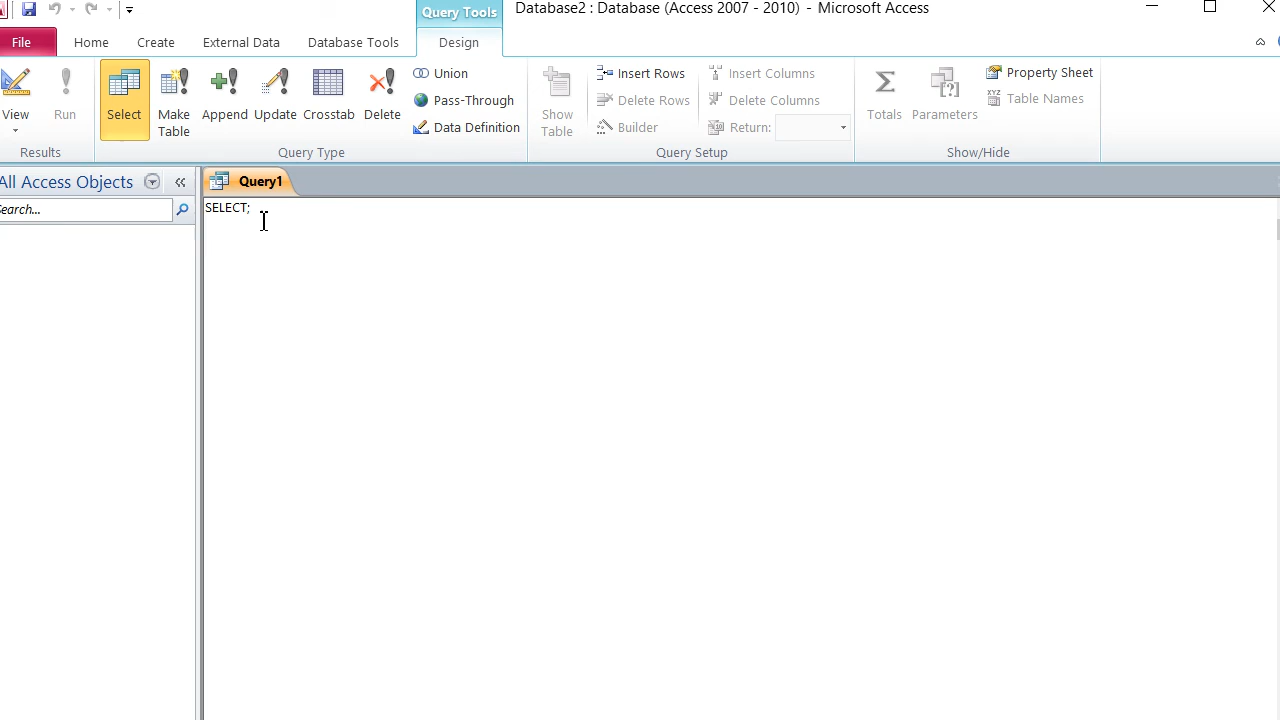 Database2 : Database (Access 2007 - 2010) - Microsoft Access
Query Tools
File Home Create External Data Database Tools Design
View
Run
Results
Select
Make Table
Append
Update
Crosstab
Delete
Union
Pass-Through
Data Definition
Query Type
Show Table
Insert Rows
Delete Rows
Builder
Insert Columns
Delete Columns
Return:
Query Setup
Totals
Parameters
Property Sheet
Table Names
Show/Hide
All Access Objects
Search...
Query1
SELECT;